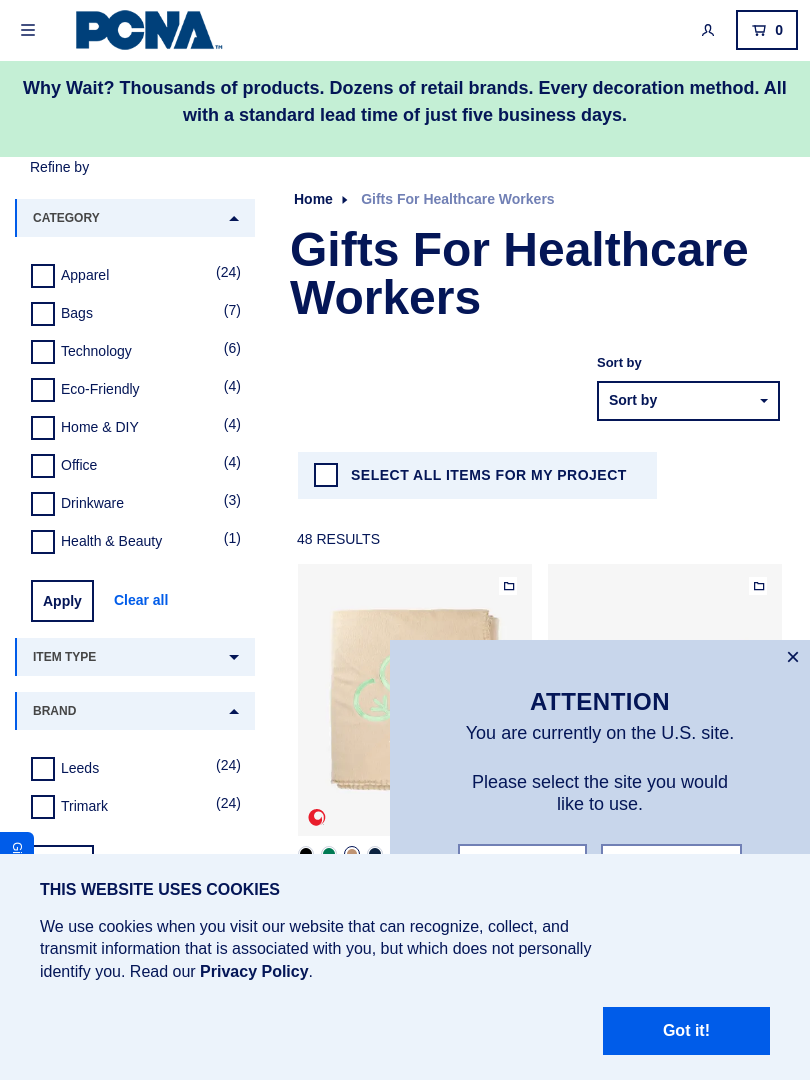 PCNA™
0
Why Wait? Thousands of products. Dozens of retail brands. Every decoration method. All
with a standard lead time of just five business days.
Refine by
CATEGORY
Apparel (24)
Bags (7)
Technology (6)
Eco-Friendly (4)
Home & DIY (4)
Office (4)
Drinkware (3)
Health & Beauty (1)
Apply Clear all
ITEM TYPE
BRAND
Leeds (24)
Trimark (24)
Home Gifts For Healthcare Workers
Gifts For Healthcare
Workers
Sort by
Sort by
SELECT ALL ITEMS FOR MY PROJECT
48 RESULTS
ATTENTION
You are currently on the U.S. site.
Please select the site you would
like to use.
THIS WEBSITE USES COOKIES
We use cookies when you visit our website that can recognize, collect, and
transmit information that is associated with you, but which does not personally
identify you. Read our Privacy Policy.
Got it!